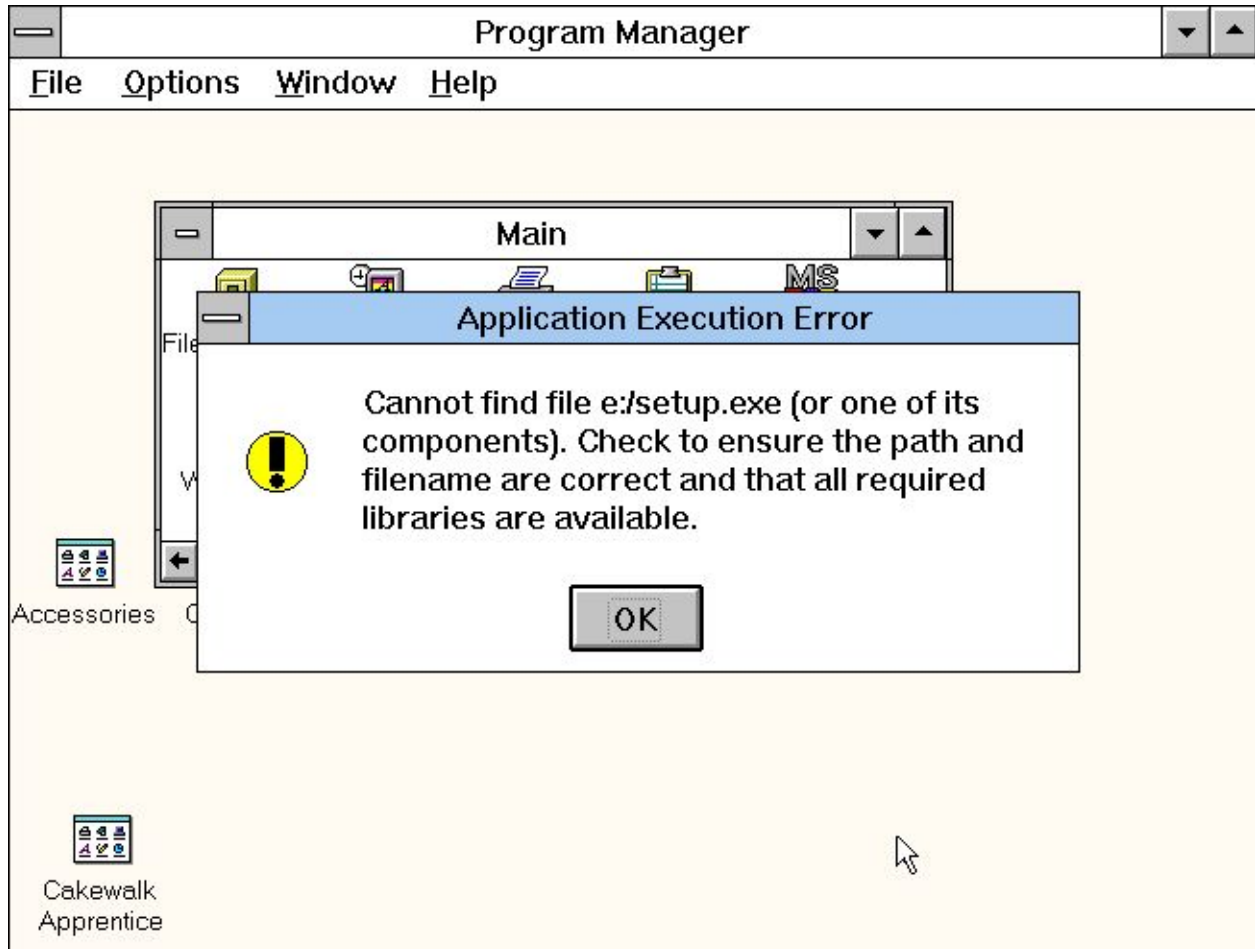 Program Manager
File Options Window Help
Main
MS
Application Execution Error
File
Cannot find file e:/setup.exe (or one of its
components). Check to ensure the path and
filename are correct and that all required
libraries are available.
OK
Accessories
Cakewalk
Apprentice